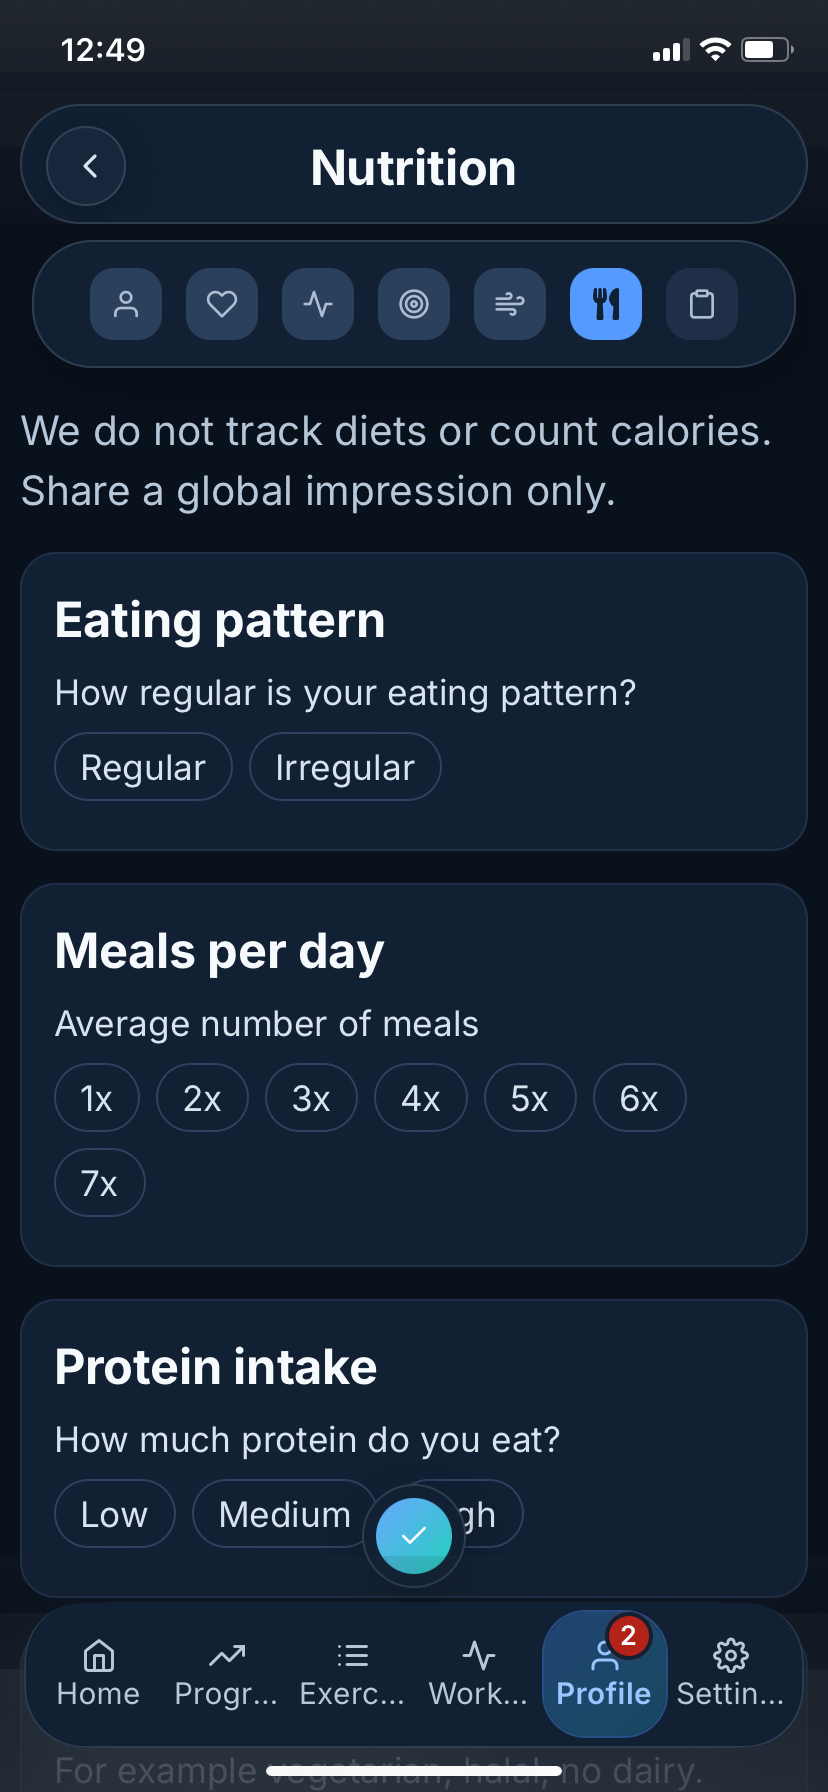 12:49
Nutrition
We do not track diets or count calories.
Share a global impression only.
Eating pattern
How regular is your eating pattern?
Regular Irregular
Meals per day
Average number of meals
1x 2x 3x 4x 5x 6x
7x
Protein intake
How much protein do you eat?
Low Medium gh
2
Home Progr... Exerc... Work... Profile Settin...
For example vegetarian, halal, no dairy.